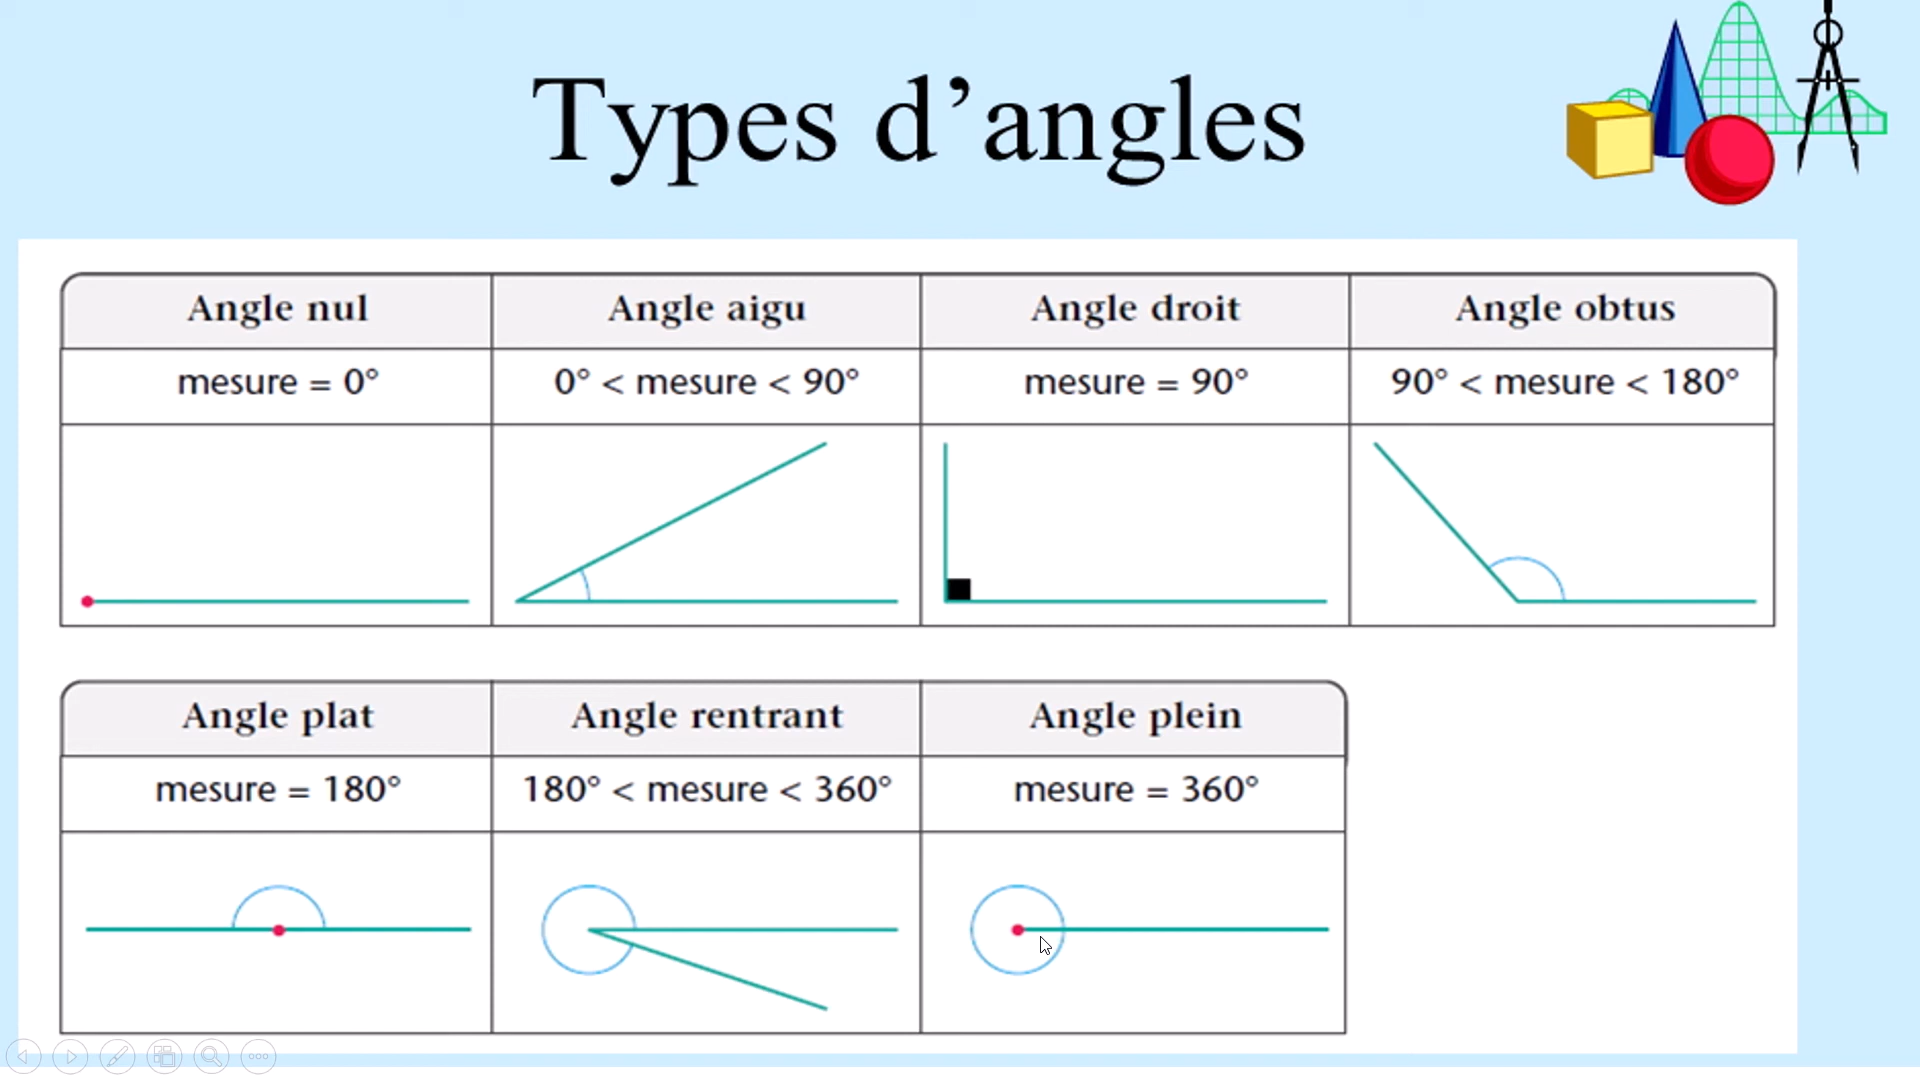 Types d’angles
Angle nul
Angle aigu
Angle droit
Angle obtus
mesure = 0°
0° < mesure < 90°
mesure = 90°
90° < mesure < 180°
Angle plat
Angle rentrant
Angle plein
mesure = 180°
180° < mesure < 360°
mesure = 360°